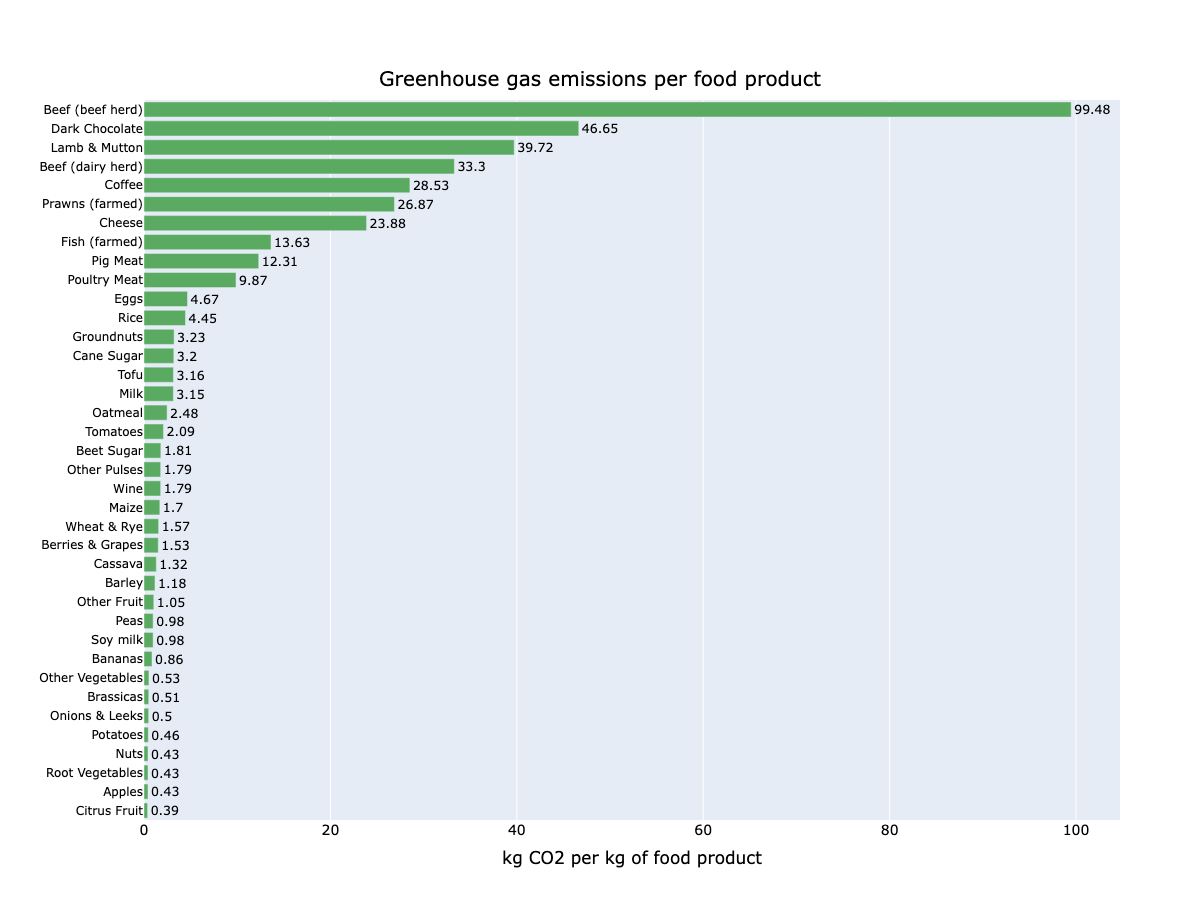 Greenhouse gas emissions per food product
Beef (beef herd) 99.48
Dark Chocolate 46.65
Lamb & Mutton 39.72
Beef (dairy herd) 33.3
Coffee 28.53
Prawns (farmed) 26.87
Cheese 23.88
Fish (farmed) 13.63
Pig Meat 12.31
Poultry Meat 9.87
Eggs 4.67
Rice 4.45
Groundnuts 3.23
Cane Sugar 3.2
Tofu 3.16
Milk 3.15
Oatmeal 2.48
Tomatoes 2.09
Beet Sugar 1.81
Other Pulses 1.79
Wine 1.79
Maize 1.7
Wheat & Rye 1.57
Berries & Grapes 1.53
Cassava 1.32
Barley 1.18
Other Fruit 1.05
Peas 0.98
Soy milk 0.98
Bananas 0.86
Other Vegetables 0.53
Brassicas 0.51
Onions & Leeks 0.5
Potatoes 0.46
Nuts 0.43
Root Vegetables 0.43
Apples 0.43
Citrus Fruit 0.39
0 20 40 60 80 100
kg CO2 per kg of food product